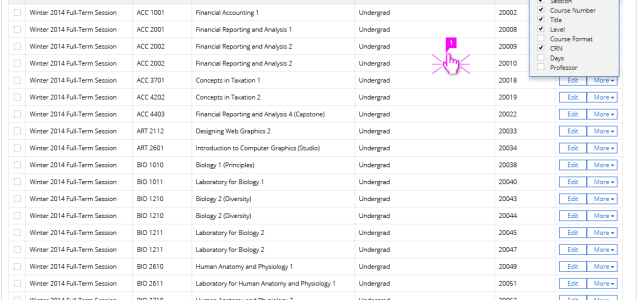 Session
Course Number
Title
Level
Course Format
CRN
Days
Professor
1
Winter 2014 Full-Term Session ACC 1001 Financial Accounting 1 Undergrad 20002
Winter 2014 Full-Term Session ACC 2001 Financial Reporting and Analysis 1 Undergrad 20008
Winter 2014 Full-Term Session ACC 2002 Financial Reporting and Analysis 2 Undergrad 20009
Winter 2014 Full-Term Session ACC 2002 Financial Reporting and Analysis 2 Undergrad 20010
Winter 2014 Full-Term Session ACC 3701 Concepts in Taxation 1 Undergrad 20018 Edit More
Winter 2014 Full-Term Session ACC 4202 Concepts in Taxation 2 Undergrad 20019 Edit More
Winter 2014 Full-Term Session ACC 4403 Financial Reporting and Analysis 4 (Capstone) Undergrad 20022 Edit More
Winter 2014 Full-Term Session ART 2112 Designing Web Graphics 2 Undergrad 20033 Edit More
Winter 2014 Full-Term Session ART 2601 Introduction to Computer Graphics (Studio) Undergrad 20034 Edit More
Winter 2014 Full-Term Session BIO 1010 Biology 1 (Principles) Undergrad 20038 Edit More
Winter 2014 Full-Term Session BIO 1011 Laboratory for Biology 1 Undergrad 20040 Edit More
Winter 2014 Full-Term Session BIO 1210 Biology 2 (Diversity) Undergrad 20043 Edit More
Winter 2014 Full-Term Session BIO 1210 Biology 2 (Diversity) Undergrad 20044 Edit More
Winter 2014 Full-Term Session BIO 1211 Laboratory for Biology 2 Undergrad 20045 Edit More
Winter 2014 Full-Term Session BIO 1211 Laboratory for Biology 2 Undergrad 20047 Edit More
Winter 2014 Full-Term Session BIO 2610 Human Anatomy and Physiology 1 Undergrad 20049 Edit More
Winter 2014 Full-Term Session BIO 2611 Laboratory for Human Anatomy and Physiology 1 Undergrad 20051 Edit More